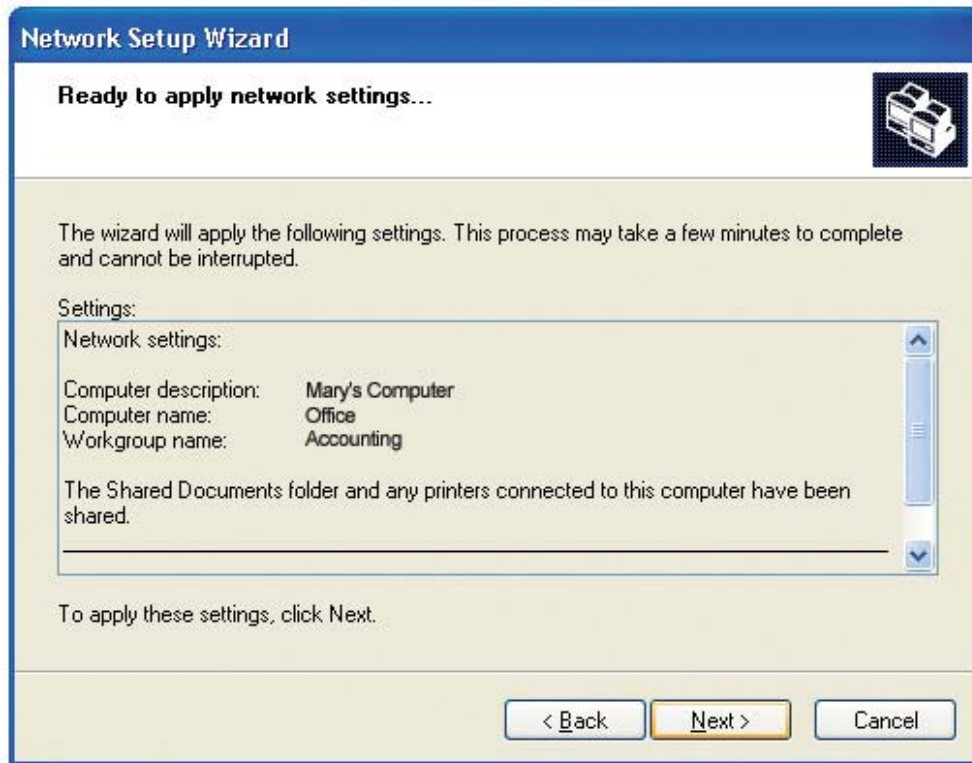 Network Setup Wizard
Ready to apply network settings...
The wizard will apply the following settings. This process may take a few minutes to complete
and cannot be interrupted.
Settings:
Network settings:
Computer description: Mary's Computer
Computer name: Office
Workgroup name: Accounting
The Shared Documents folder and any printers connected to this computer have been
shared.
To apply these settings, click Next.
< Back Next > Cancel